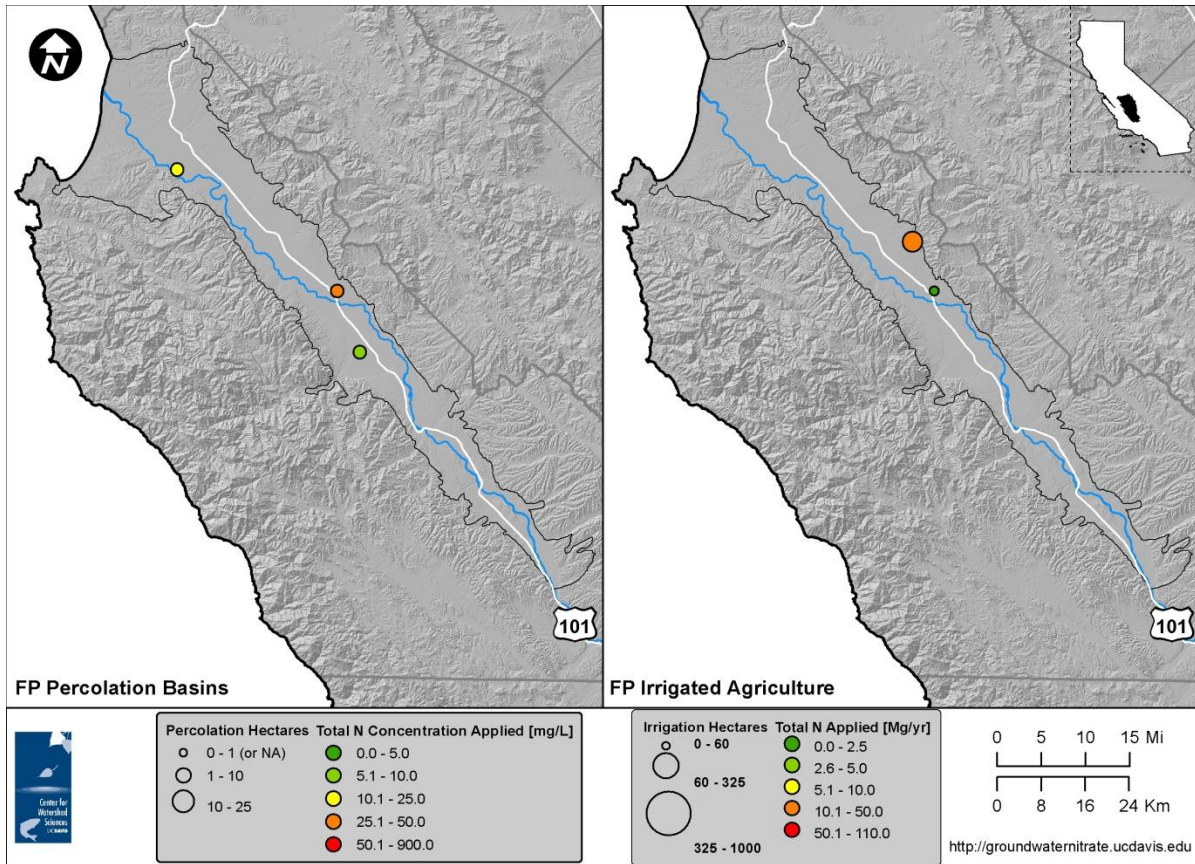 N
101
FP Percolation Basins
101
FP Irrigated Agriculture
Center for
Watershed
Sciences
UC DAVIS
Percolation Hectares
0 - 1 (or NA)
1 - 10
10 - 25
Total N Concentration Applied [mg/L]
0.0 - 5.0
5.1 - 10.0
10.1 - 25.0
25.1 - 50.0
50.1 - 900.0
Irrigation Hectares
0 - 60
60 - 325
325 - 1000
Total N Applied [Mg/yr]
0.0 - 2.5
2.6 - 5.0
5.1 - 10.0
10.1 - 50.0
50.1 - 110.0
0 5 10 15 Mi
0 8 16 24 Km
http://groundwaternitrate.ucdavis.edu